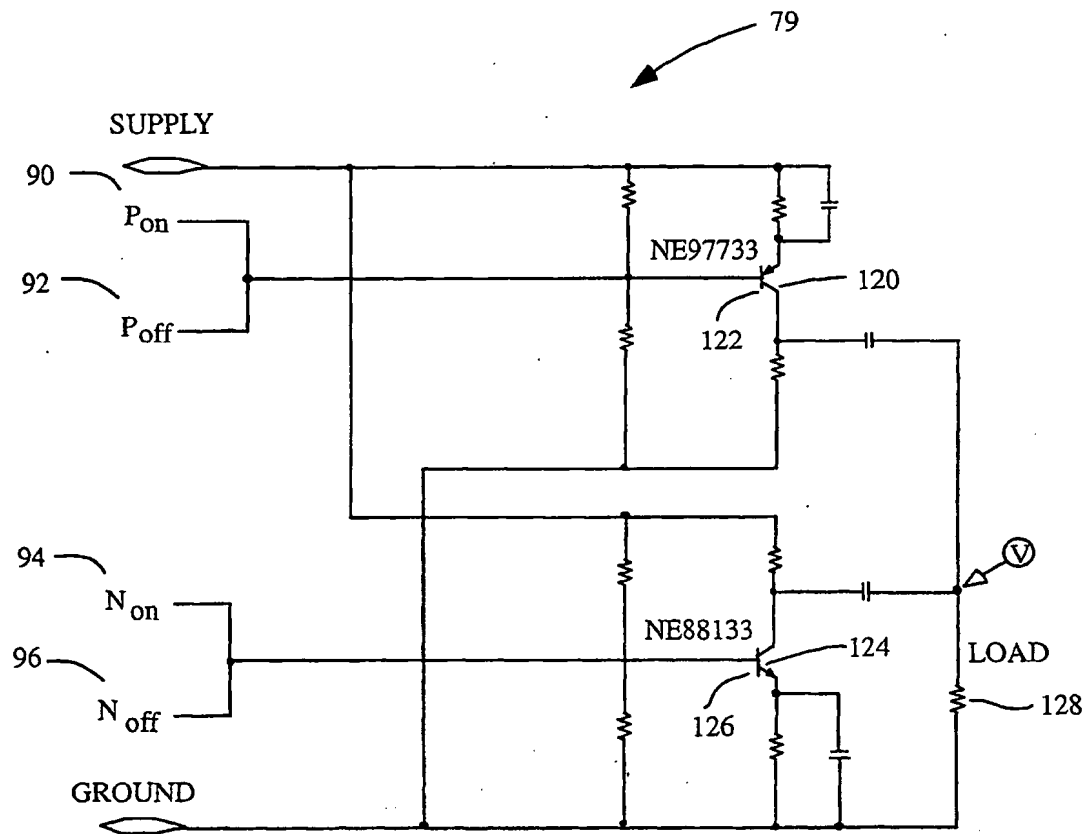 79
SUPPLY
90
Pon
NE97733
120
92
Poff
122
94
V
Non
NE88133
124
LOAD
96
126
128
Noff
GROUND